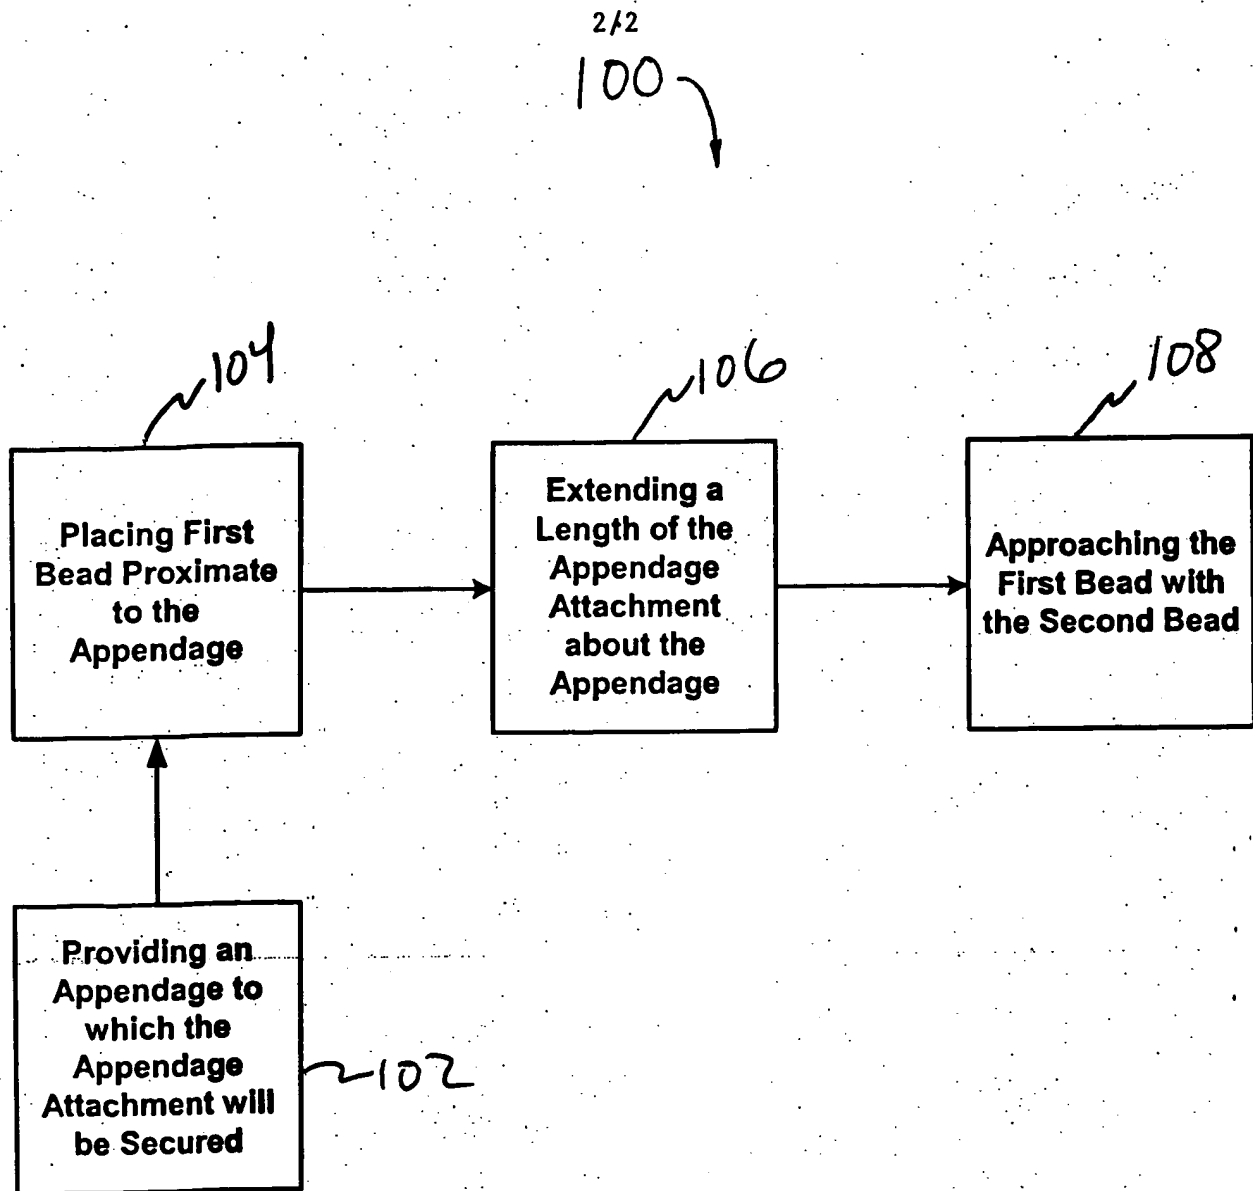 2/2
100
104
106
108
Placing First
Bead Proximate
to the
Appendage
Extending a
Length of the
Appendage
Attachment
about the
Appendage
Approaching the
First Bead with
the Second Bead
Providing an
Appendage to
which the
Appendage
Attachment will
be Secured
102